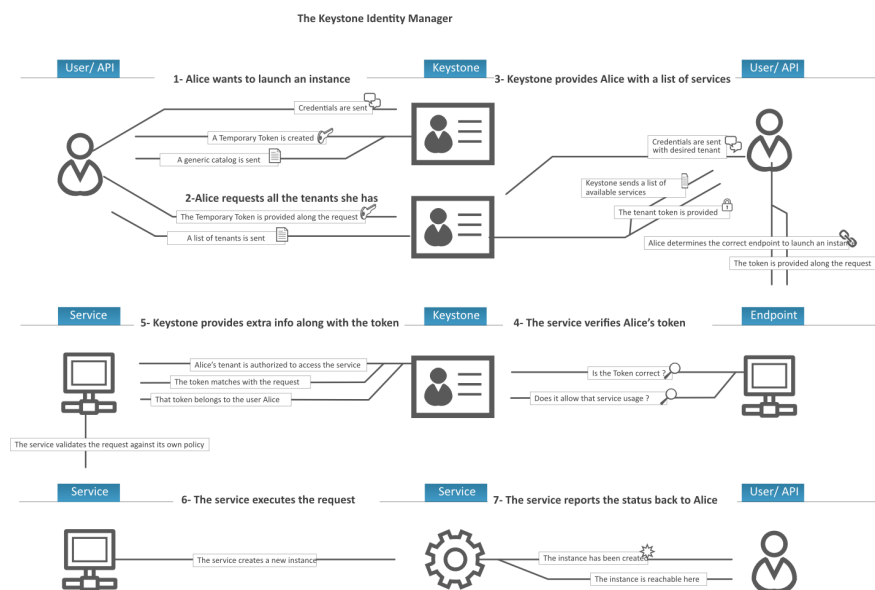 The Keystone Identity Manager
User/ API
Keystone
User/ API
1- Alice wants to launch an instance
3- Keystone provides Alice with a list of services
Credentials are sent
A Temporary Token is created
A generic catalog is sent
Credentials are sent
with desired tenant
2-Alice requests all the tenants she has
Keystone sends a list of
available services
The Temporary Token is provided along the request
The tenant token is provided
A list of tenants is sent
Alice determines the correct endpoint to launch an instance
The token is provided along the request
Service
Keystone
Endpoint
5- Keystone provides extra info along with the token
4- The service verifies Alice’s token
Alice’s tenant is authorized to access the service
The token matches with the request
That token belongs to the user Alice
Is the Token correct ?
Does it allow that service usage ?
The service validates the request against its own policy
Service
Service
User/ API
6- The service executes the request
7- The service reports the status back to Alice
The service creates a new instance
The instance has been created
The instance is reachable here